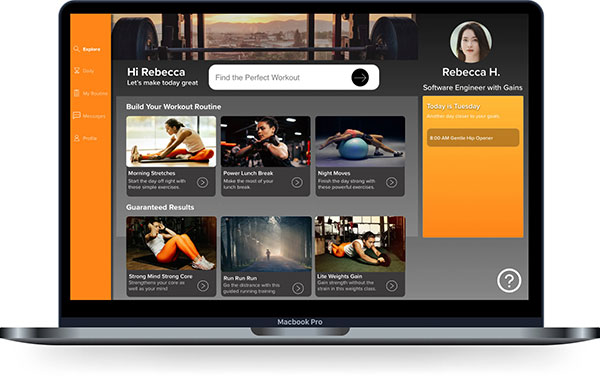 Explore
Daily
My Routine
Messages
Profile
Hi Rebecca
Let's make today great
Find the Perfect Workout
Build Your Workout Routine
Morning Stretches
Start the day off right with
these simple exercises.
Power Lunch Break
Make the most of your
lunch break.
Night Moves
Finish the day strong with
these powerful exercises.
Guaranteed Results
Strong Mind Strong Core
Strengthens your core as
well as your mind
Run Run Run
Go the distance with this
guided running training
Lite Weights Gain
Gain strength without the
strain in this weights class.
Rebecca H.
Software Engineer with Gains
Today is Tuesday
Another day closer to your goals.
8:00 AM Gentle Hip Opener
?
Macbook Pro